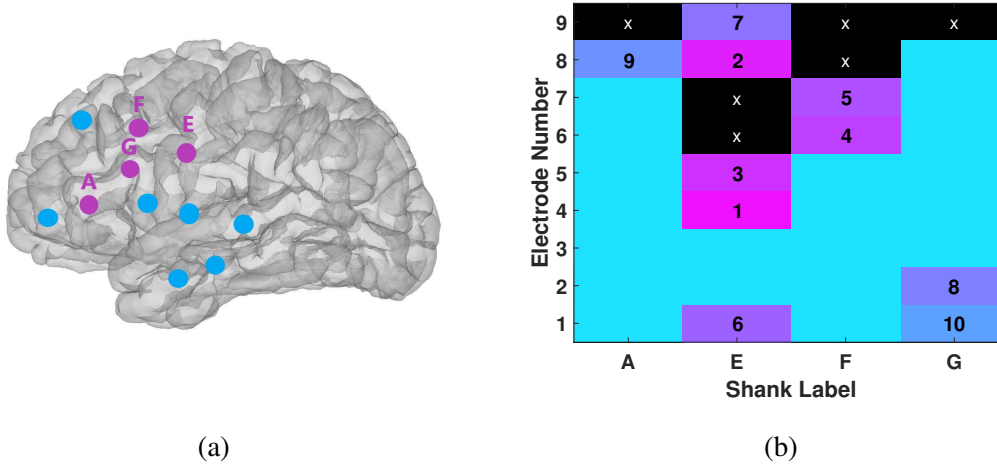 F
E
G
A
9 x 7 x x
8 9 2 x
7 x 5
6 x 4
5 3
4 1
3
2 8
1 6 10
Electrode Number
A E F G
Shank Label
(a) (b)